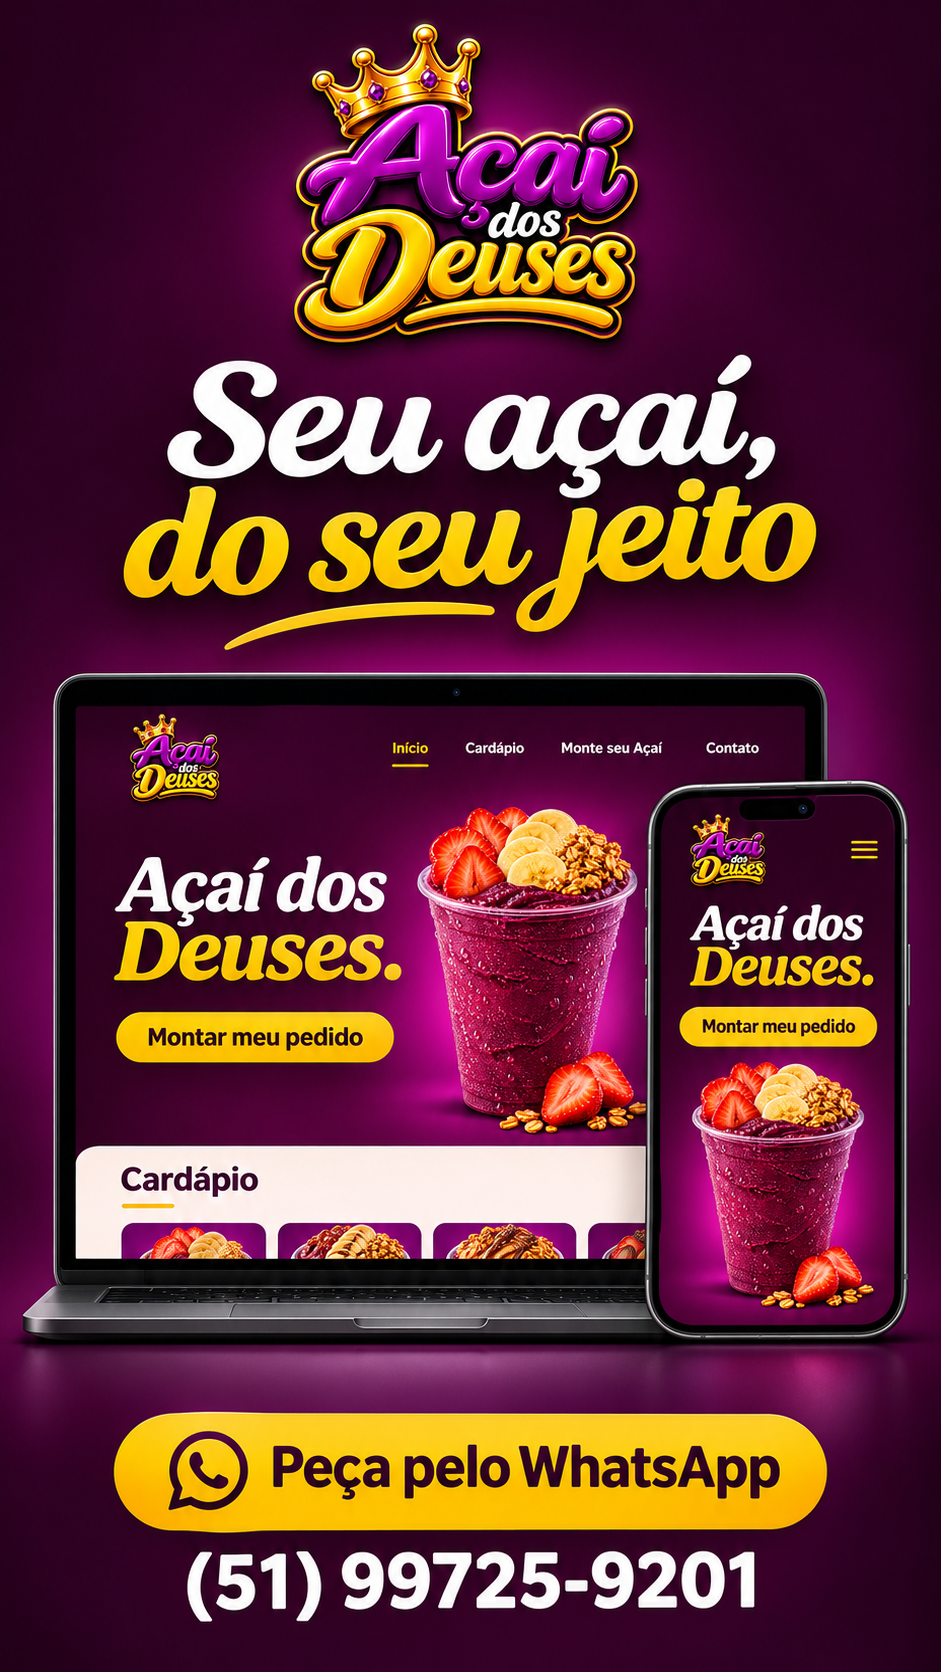 Açaí
dos
Deuses
Seu açaí,
do seu jeito
Açaí
dos
Deuses
Início Cardápio Monte seu Açaí Contato
Açaí dos
Deuses.
Montar meu pedido
Cardápio
Açaí
dos
Deuses
Açaí dos
Deuses.
Montar meu pedido
Peça pelo WhatsApp
(51) 99725-9201